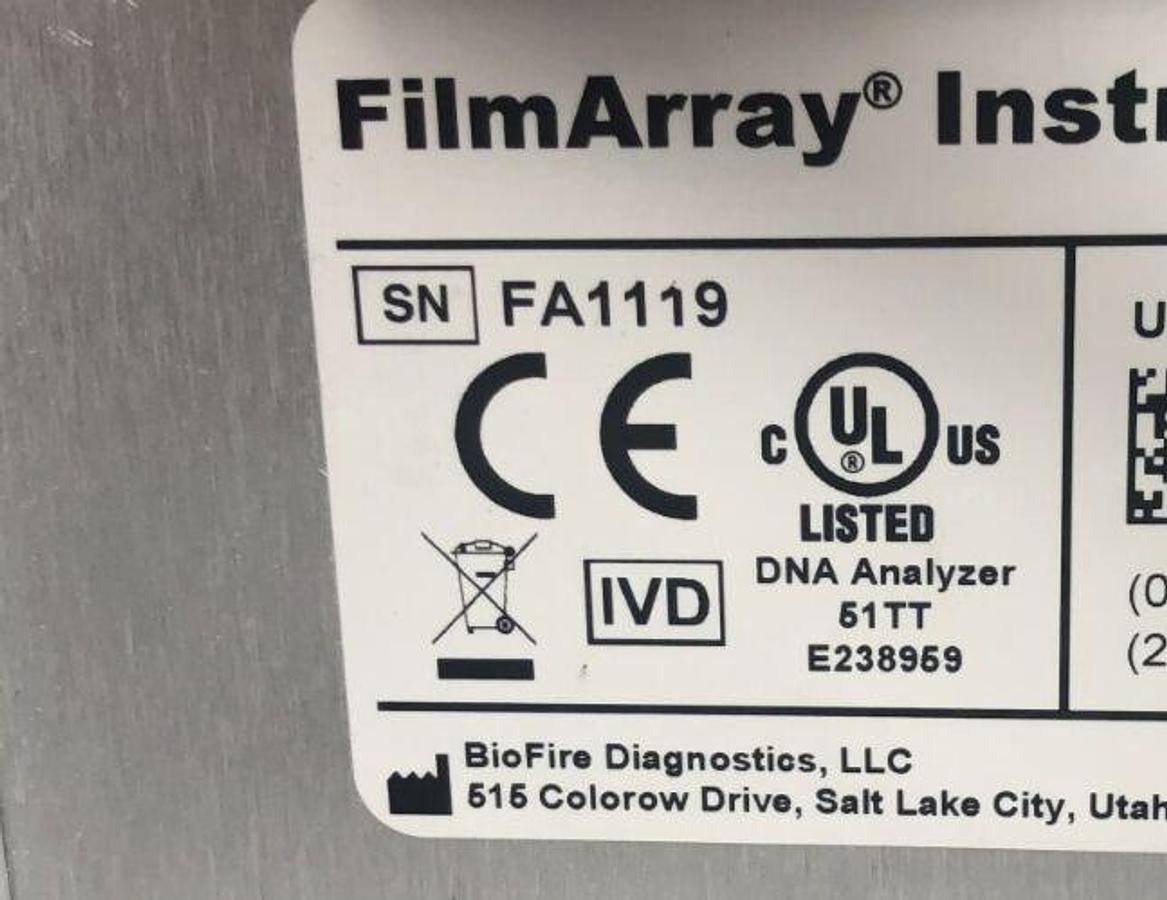 FilmArray® Instr
SN FA1119
CE
C UL® US
LISTED
DNA Analyzer
51TT
E238959
IVD
U
(0
(2
BioFire Diagnostics, LLC
515 Colorow Drive, Salt Lake City, Utah